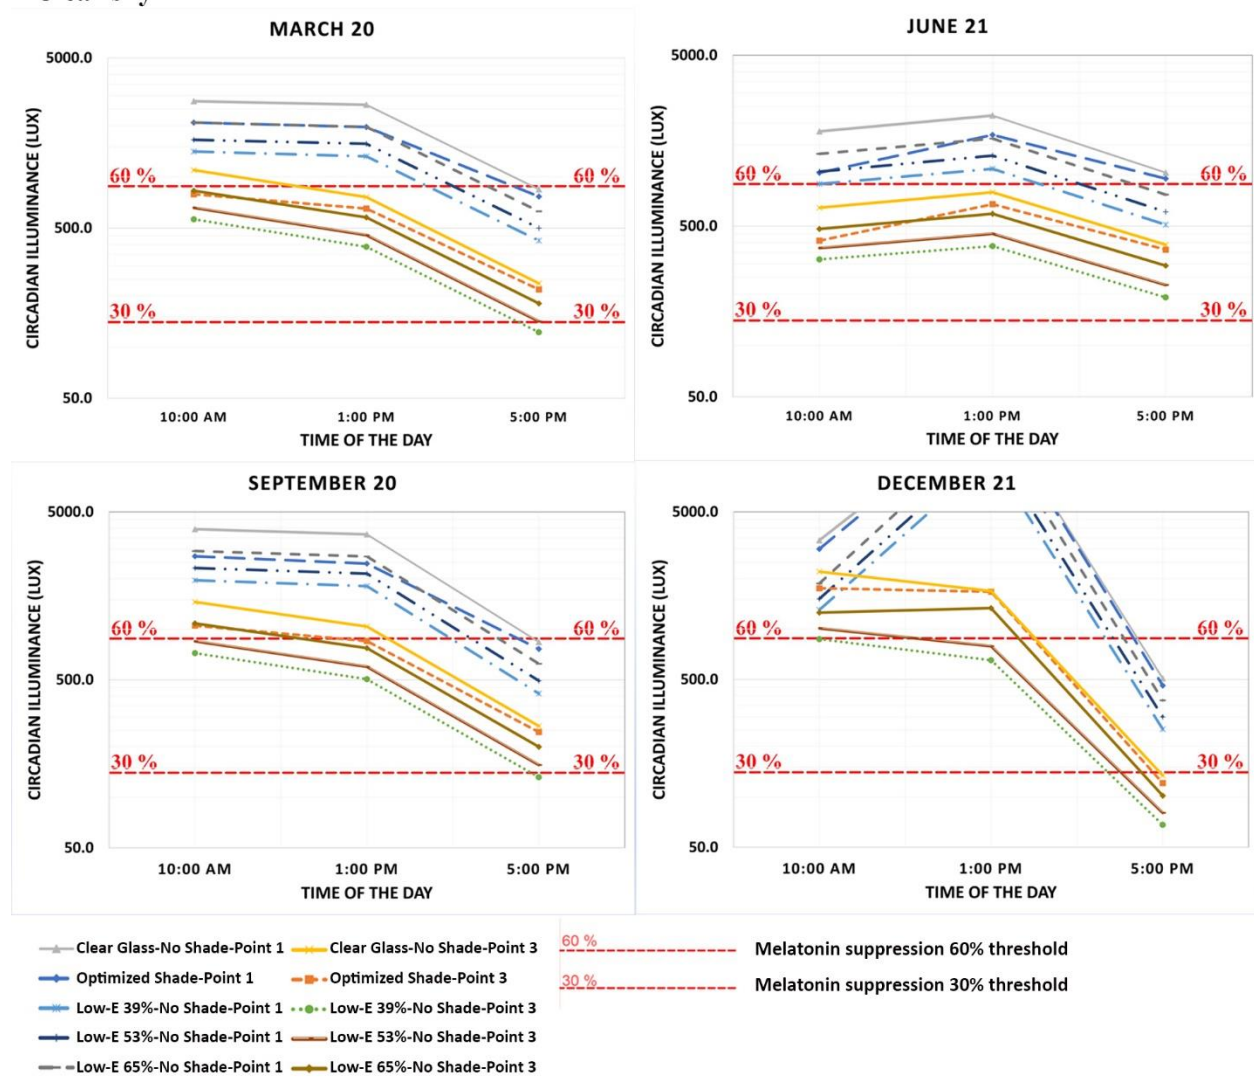 MARCH 20
5000.0
60 %
60 %
500.0
30 %
30 %
50.0
CIRCADIAN ILLUMINANCE (LUX)
10:00 AM 1:00 PM 5:00 PM
TIME OF THE DAY
JUNE 21
5000.0
60 %
60 %
500.0
30 %
30 %
50.0
CIRCADIAN ILLUMINANCE (LUX)
10:00 AM 1:00 PM 5:00 PM
TIME OF THE DAY
SEPTEMBER 20
5000.0
60 %
60 %
500.0
30 %
30 %
50.0
CIRCADIAN ILLUMINANCE (LUX)
10:00 AM 1:00 PM 5:00 PM
TIME OF THE DAY
DECEMBER 21
5000.0
60 %
60 %
500.0
30 %
30 %
50.0
CIRCADIAN ILLUMINANCE (LUX)
10:00 AM 1:00 PM 5:00 PM
TIME OF THE DAY
Clear Glass-No Shade-Point 1 Clear Glass-No Shade-Point 3
Optimized Shade-Point 1 Optimized Shade-Point 3
Low-E 39%-No Shade-Point 1 Low-E 39%-No Shade-Point 3
Low-E 53%-No Shade-Point 1 Low-E 53%-No Shade-Point 3
Low-E 65%-No Shade-Point 1 Low-E 65%-No Shade-Point 3
60 % Melatonin suppression 60% threshold
30 % Melatonin suppression 30% threshold